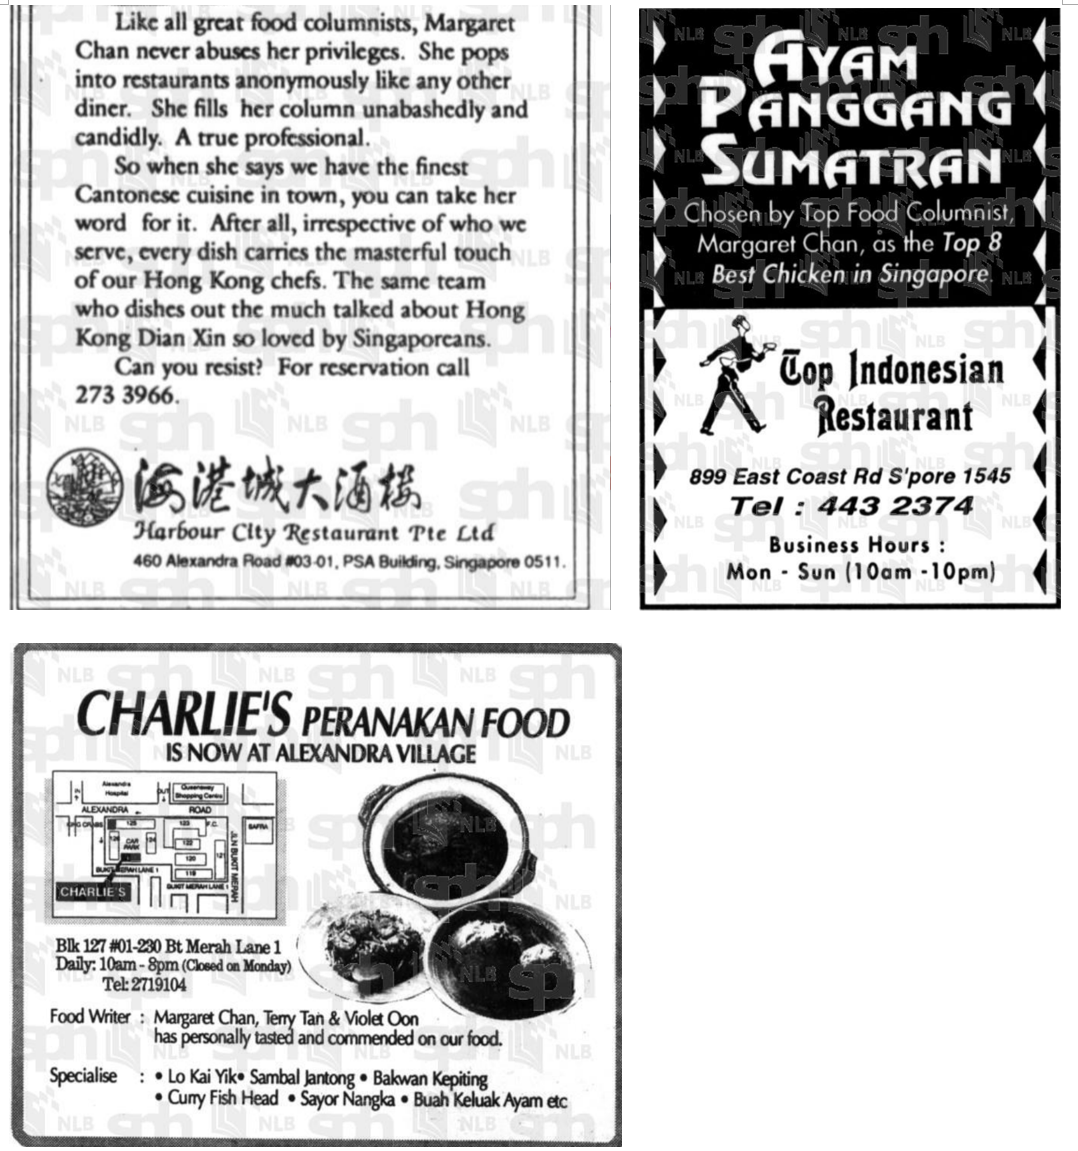 Like all great food columnists, Margaret
Chan never abuses her privileges. She pops
into restaurants anonymously like any other
diner. She fills her column unabashedly and
candidly. A true professional.
So when she says we have the finest
Cantonese cuisine in town, you can take her
word for it. After all, irrespective of who we
serve, every dish carries the masterful touch
of our Hong Kong chefs. The same team
who dishes out the much talked about Hong
Kong Dian Xin so loved by Singaporeans.
Can you resist? For reservation call
273 3966.
海港城大酒楼
Harbour City Restaurant Pte Ltd
460 Alexandra Road #03-01, PSA Building, Singapore 0511.
AYAM
PANGGANG
SUMATRAN
Chosen by Top Food Columnist,
Margaret Chan, as the Top 8
Best Chicken in Singapore.
Top Indonesian
Restaurant
899 East Coast Rd S'pore 1545
Tel : 443 2374
Business Hours :
Mon - Sun (10am -10pm)
CHARLIE'S PERANAKAN FOOD
IS NOW AT ALEXANDRA VILLAGE
Alexandra
Hospital
OUT
Queensway
Shopping Centre
ALEXANDRA
ROAD
125
123
F.C.
SAFRA
126
CAR
PARK
124
122
120
121
119
BUKIT MERAH LANE 1
BUKIT MERAH LANE 1
JLN BUKIT MERAH
CHARLIE'S
Blk 127 #01-230 Bt Merah Lane 1
Daily: 10am - 8pm (Closed on Monday)
Tel: 2719104
Food Writer : Margaret Chan, Terry Tan & Violet Oon
has personally tasted and commended on our food.
Specialise : • Lo Kai Yik• Sambal Jantong • Bakwan Kepiting
• Curry Fish Head • Sayor Nangka • Buah Keluak Ayam etc
sph
NLB